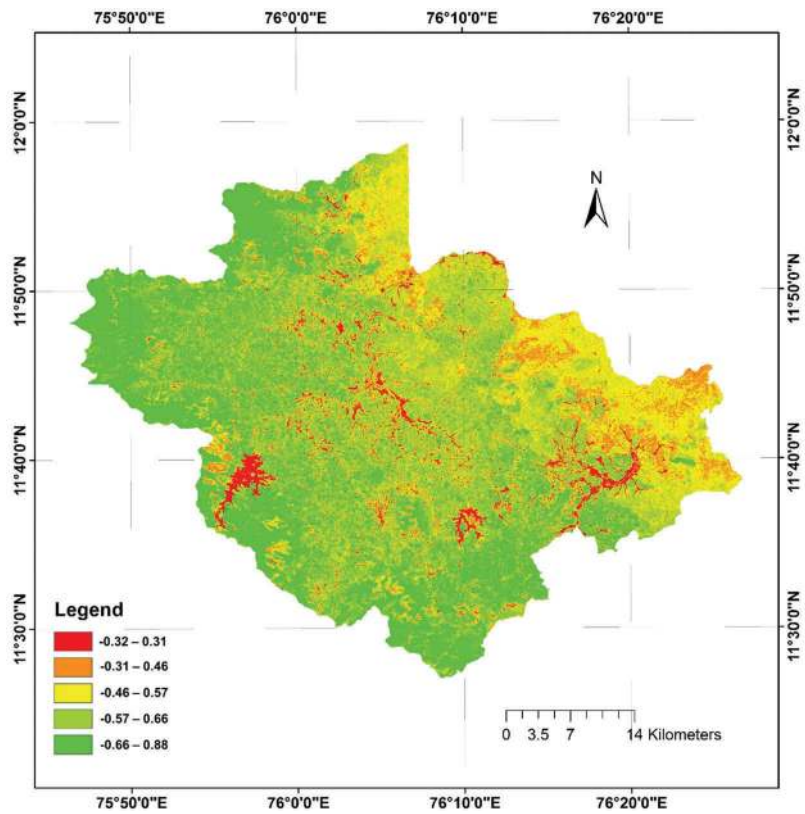 75°50'0"E 76°0'0"E 76°10'0"E 76°20'0"E
12°0'0"N 12°0'0"N
N
11°50'0"N 11°50'0"N
11°40'0"N 11°40'0"N
11°30'0"N 11°30'0"N
Legend
-0.32 – 0.31
-0.31 – 0.46
-0.46 – 0.57
-0.57 – 0.66
-0.66 – 0.88
0 3.5 7 14 Kilometers
75°50'0"E 76°0'0"E 76°10'0"E 76°20'0"E